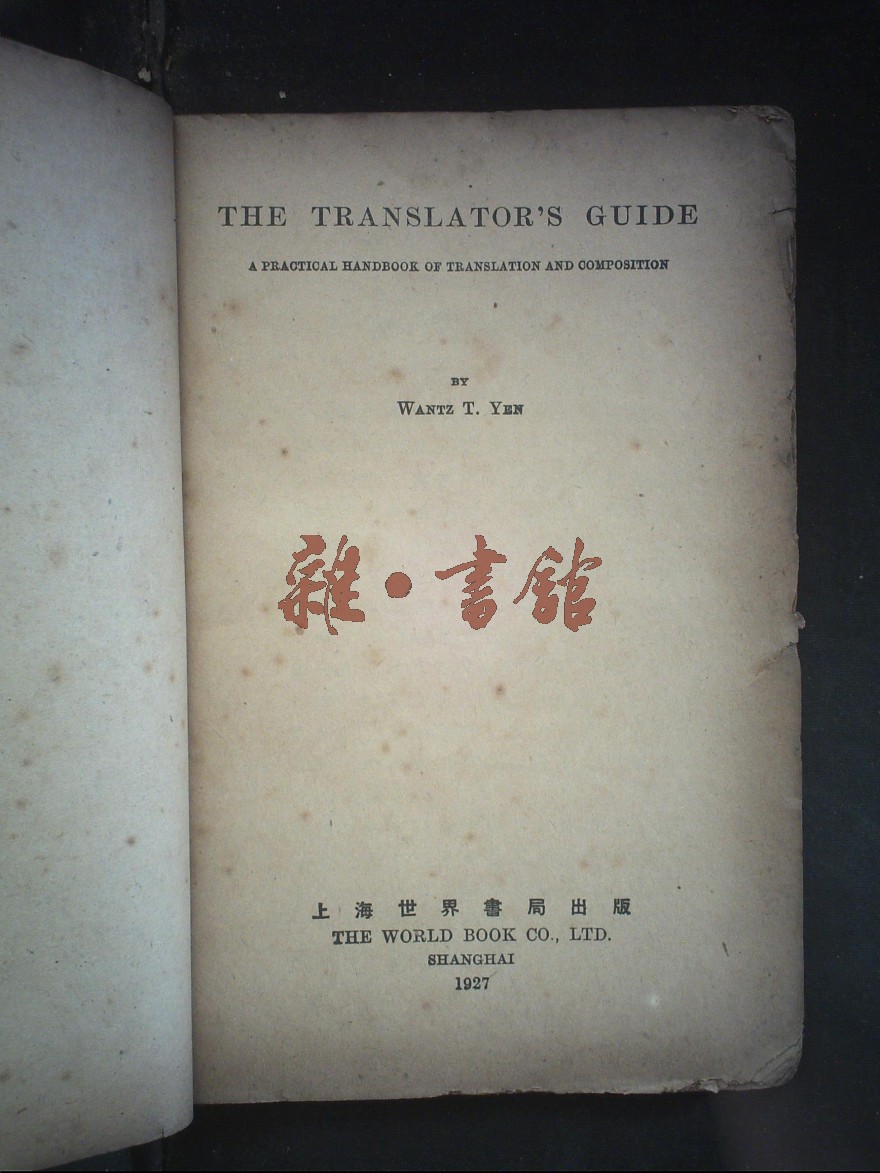 THE TRANSLATOR'S GUIDE
A PRACTICAL HANDBOOK OF TRANSLATION AND COMPOSITION
BY
WANTZ T. YEN
雜·書館
上海世界書局出版
THE WORLD BOOK CO., LTD.
SHANGHAI
1927